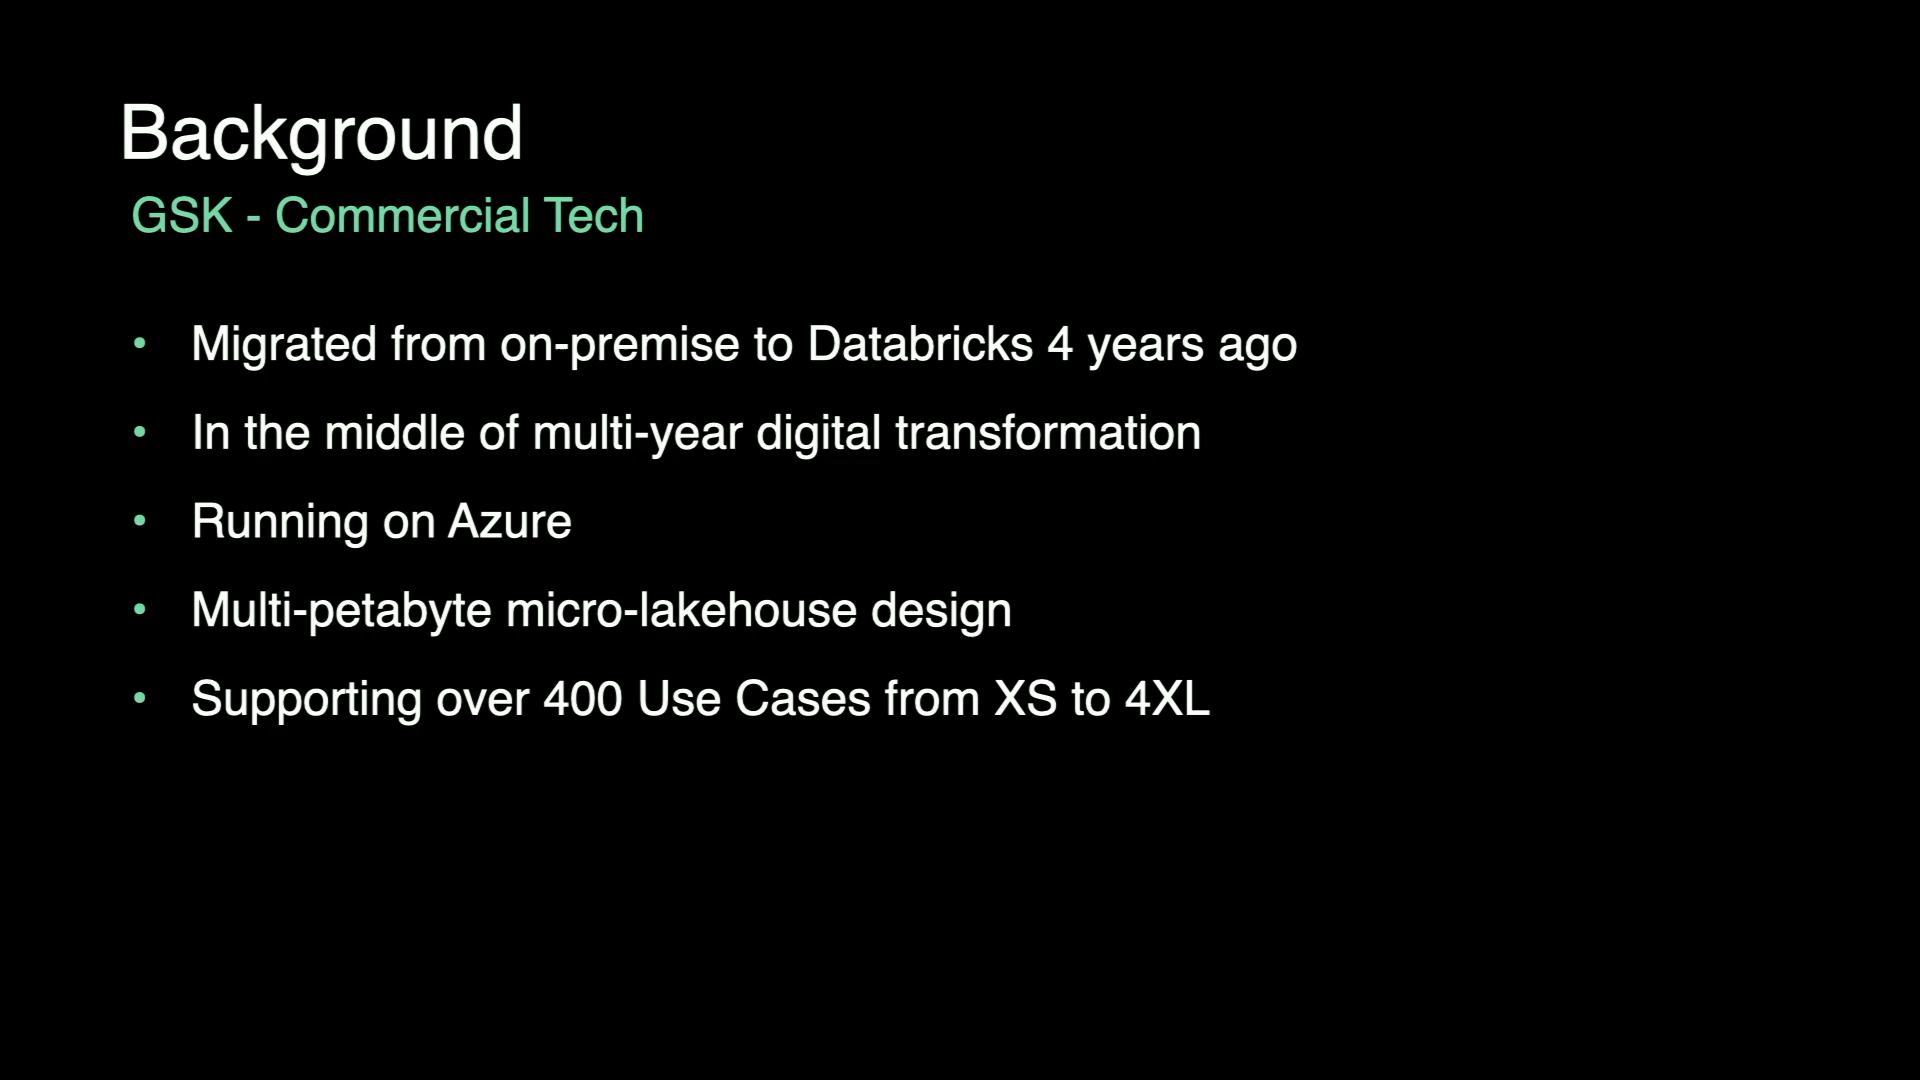 Background
GSK - Commercial Tech
• Migrated from on-premise to Databricks 4 years ago
• In the middle of multi-year digital transformation
• Running on Azure
• Multi-petabyte micro-lakehouse design
• Supporting over 400 Use Cases from XS to 4XL